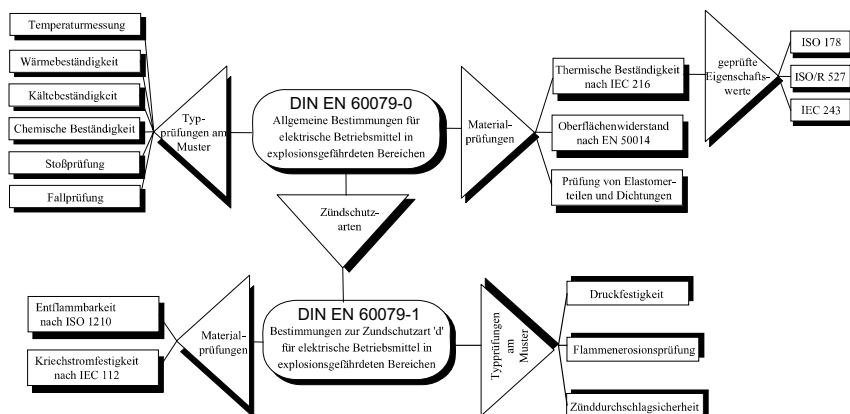 Temperaturmessung
Wärmebeständigkeit
Kältebeständigkeit
Chemische Beständigkeit
Stoßprüfung
Fallprüfung
Typ-
prüfungen am
Muster
DIN EN 60079-0
Allgemeine Bestimmungen für
elektrische Betriebsmittel in
explosionsgefährdeten Bereichen
Material-
prüfungen
Thermische Beständigkeit
nach IEC 216
Oberflächenwiderstand
nach EN 50014
Prüfung von Elastomer-
teilen und Dichtungen
geprüfte
Eigenschafts-
werte
ISO 178
ISO/R 527
IEC 243
Zündschutz-
arten
Entflammbarkeit
nach ISO 1210
Kriechstromfestigkeit
nach IEC 112
Material-
prüfungen
DIN EN 60079-1
Bestimmungen zur Zundschutzart 'd'
für elektrische Betriebsmittel in
explosionsgefährdeten Bereichen
Typprüfungen
am
Muster
Druckfestigkeit
Flammenerosionsprüfung
Zünddurchschlagsicherheit